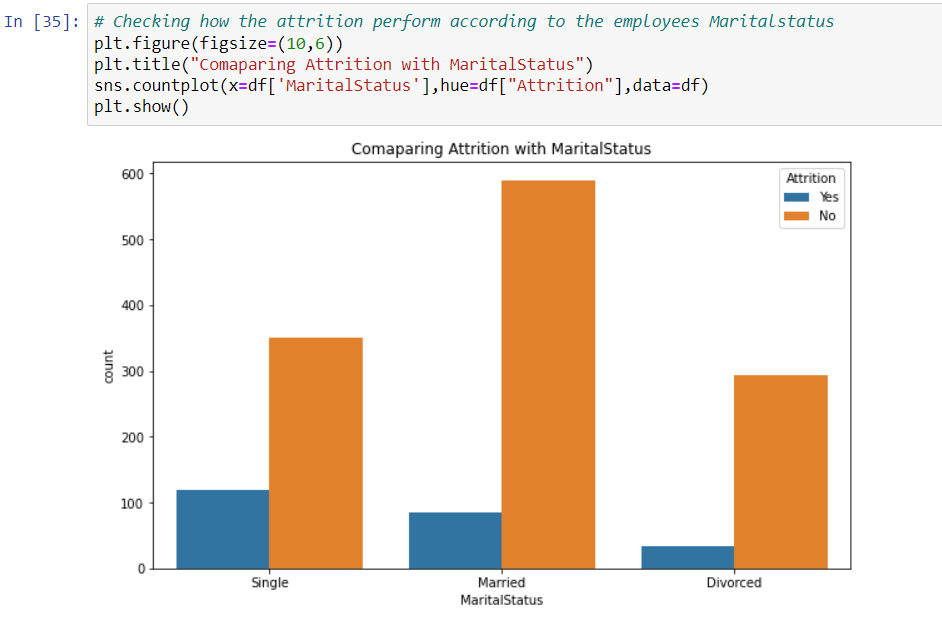 In [35]: # Checking how the attrition perform according to the employees Maritalstatus
plt.figure(figsize=(10,6))
plt.title("Comaparing Attrition with MaritalStatus")
sns.countplot(x=df['MaritalStatus'],hue=df["Attrition"],data=df)
plt.show()
Comaparing Attrition with MaritalStatus
Attrition
Yes
No
600
500
400
300
200
100
0
count
Single Married Divorced
MaritalStatus